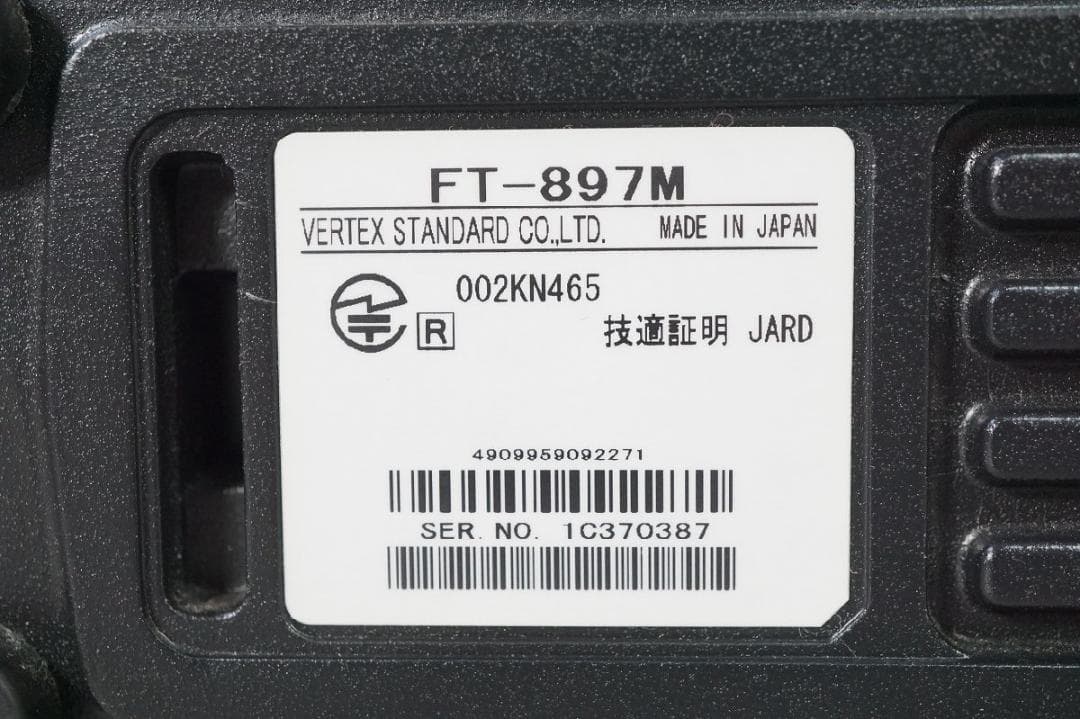 FT-897M
VERTEX STANDARD CO.,LTD. MADE IN JAPAN
002KN465
R
技適証明 JARD
4909959092271
SER. NO. 1C370387